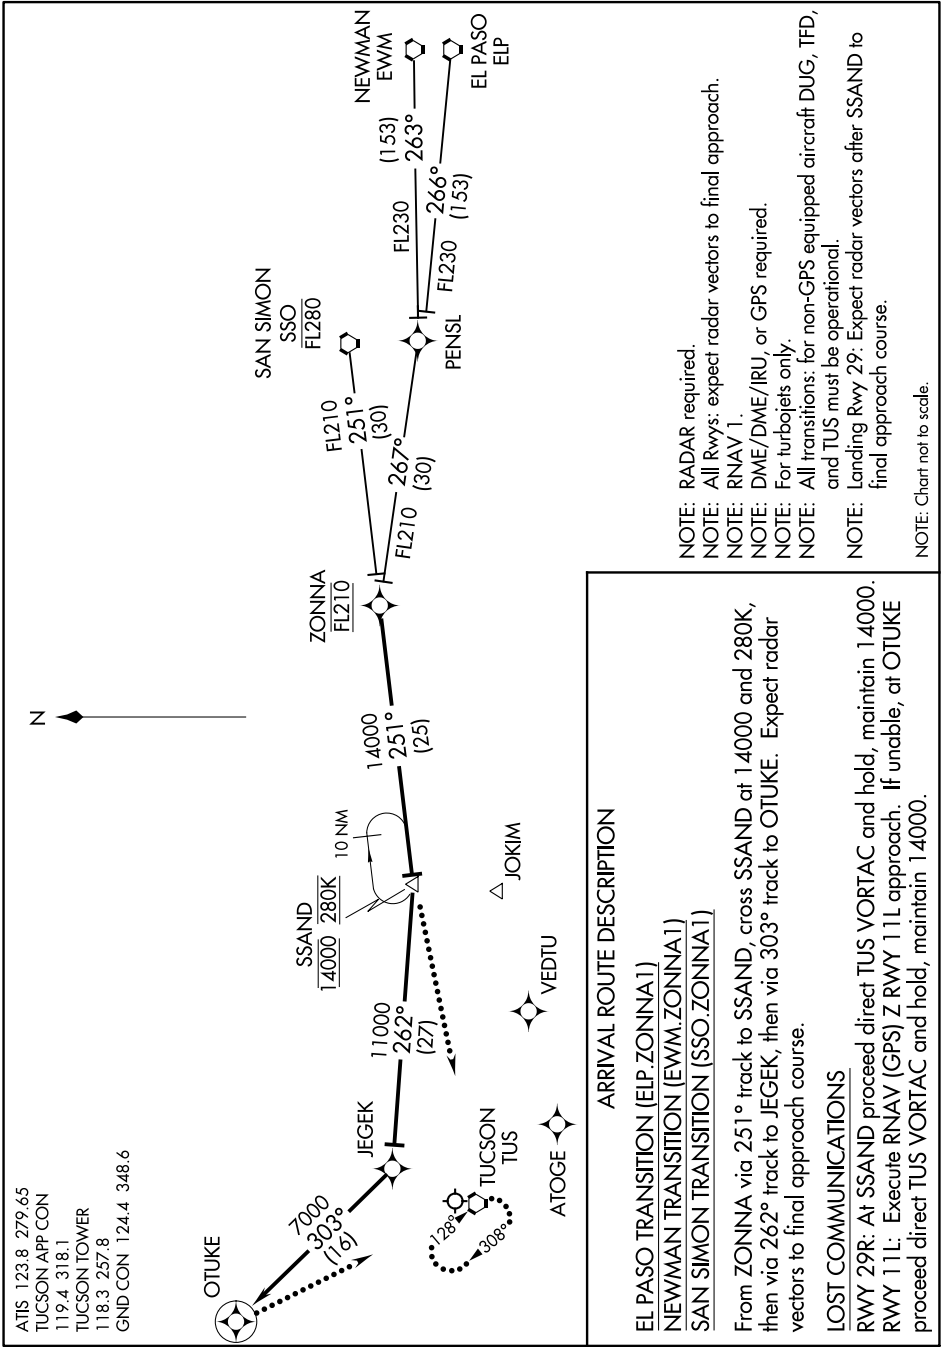 ATIS 123.8 279.65
TUCSON APP CON
119.4 318.1
TUCSON TOWER
118.3 257.8
GND CON 124.4 348.6
N
OTUKE
7000
303°
(16)
JEGEK
11000
262°
(27)
SSAND
14000 280K
10 NM
14000
251°
(25)
ZONNA
FL210
FL210
251°
(30)
SAN SIMON
SSO
FL280
FL210
267°
(30)
PENSL
FL230
263°
(153)
NEWMAN
EWM
FL230
266°
(153)
EL PASO
ELP
JOKIM
VEDTU
ATOGE
TUCSON
TUS
128°
308°
ARRIVAL ROUTE DESCRIPTION
EL PASO TRANSITION (ELP.ZONNA1)
NEWMAN TRANSITION (EWM.ZONNA1)
SAN SIMON TRANSITION (SSO.ZONNA1)
From ZONNA via 251° track to SSAND, cross SSAND at 14000 and 280K,
then via 262° track to JEGEK, then via 303° track to OTUKE. Expect radar
vectors to final approach course.
LOST COMMUNICATIONS
RWY 29R: At SSAND proceed direct TUS VORTAC and hold, maintain 14000.
RWY 11L: Execute RNAV (GPS) Z RWY 11L approach. If unable, at OTUKE
proceed direct TUS VORTAC and hold, maintain 14000.
NOTE: RADAR required.
NOTE: All Rwys: expect radar vectors to final approach.
NOTE: RNAV 1.
NOTE: DME/DME/IRU, or GPS required.
NOTE: For turbojets only.
NOTE: All transitions: for non-GPS equipped aircraft DUG, TFD,
and TUS must be operational.
NOTE: Landing Rwy 29: Expect radar vectors after SSAND to
final approach course.
NOTE: Chart not to scale.